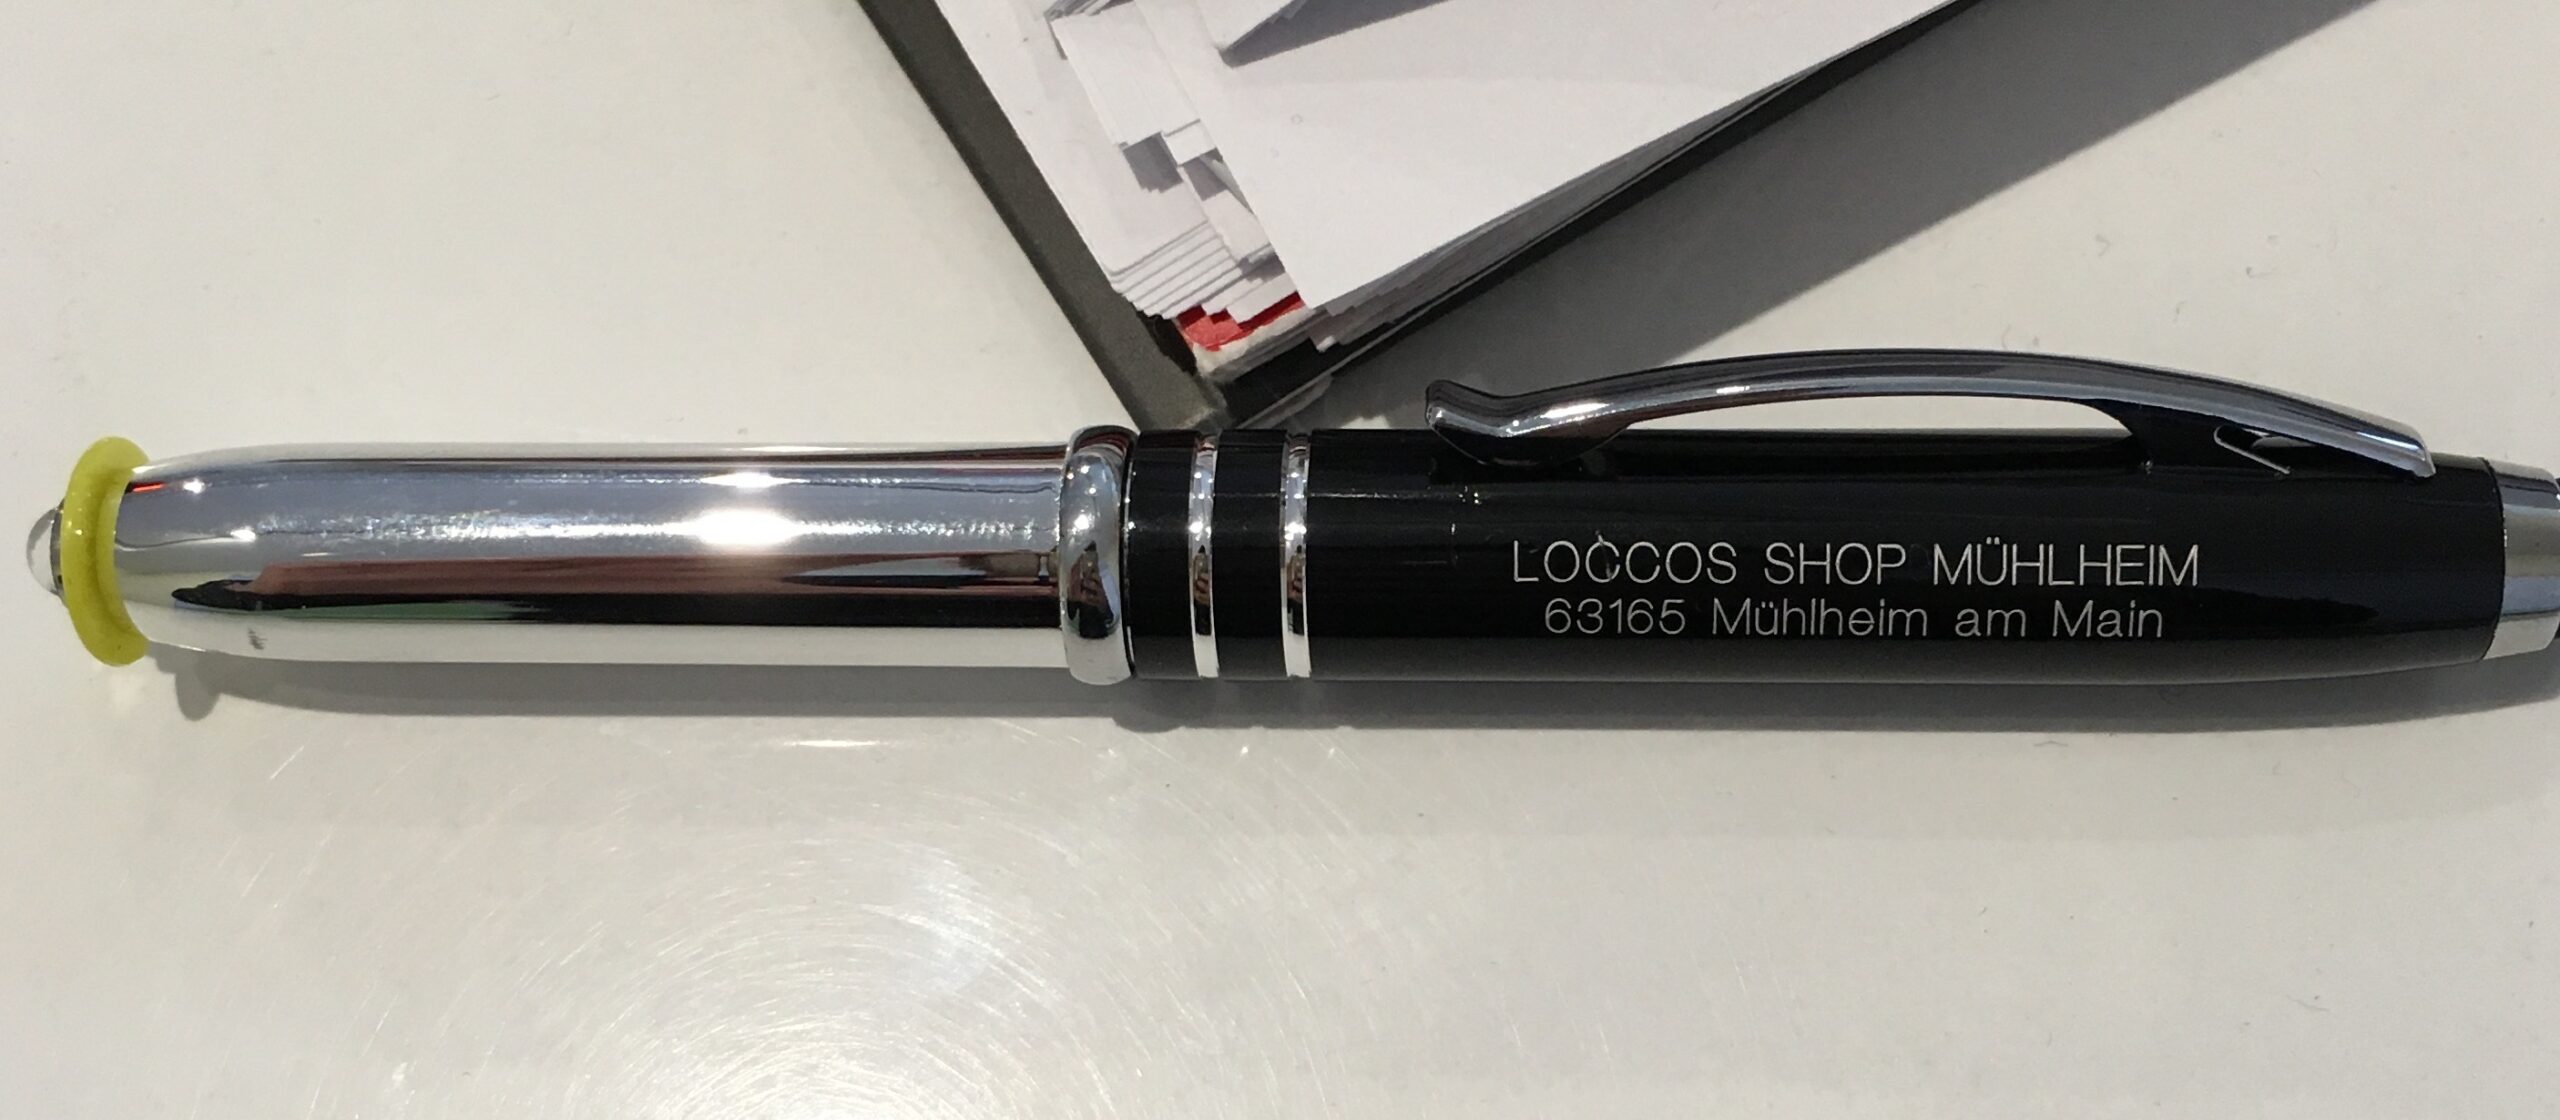 LOCCOS SHOP MÜHLHEIM
63165 Mühlheim am Main